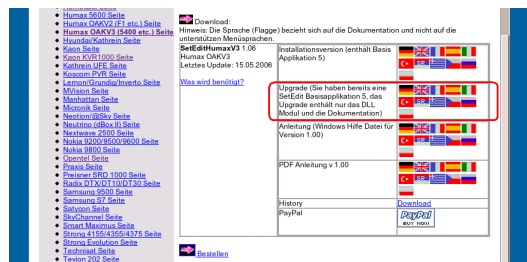 Humax 5600 Seite
Humax OAKV2 (F1 etc.) Seite
Humax OAKV3 (5400 etc.) Seite
Hyundai/Kathrein Seite
Kaon Seite
Kaon KVR1000 Seite
Kathrein UFE Seite
Koscom PVR Seite
Lemon/Grundig/Inverto Seite
MVision Seite
Manhattan Seite
Micronik Seite
Neotion/@Sky Seite
Neutrino (dBox II) Seite
Nextwave 2500 Seite
Nokia 9200/9500/9600 Seite
Nokia 9800 Seite
Opentel Seite
Praxis Seite
Preisner SRD 1000 Seite
Radix DTX/DT10/DT30 Seite
Samsung 9500 Seite
Samsung S7 Seite
Satycon Seite
SkyChannel Seite
Smart Maximus Seite
Strong 4155/4355/4375 Seite
Strong Evolution Seite
Technisat Seite
Tevion 202 Seite
Download:
Hinweis: Die Sprache (Flagge) bezieht sich auf die Dokumentation und nicht auf die
unterstützen Menüsprachen.
SetEditHumaxV3 1.06
Humax OAKV3
Letztes Update: 15.05.2006
Was wird benötigt?
Installationsversion (enthält Basis
Applikation 5)
Upgrade (Sie haben bereits eine
SetEdit Basisapplikation 5, das
Upgrade enthält nur das DLL
Modul und die Dokumentation)
Anleitung (Windows Hilfe Datei für
Version 1.00)
PDF Anleitung v 1.00
History
Download
PayPal
PayPal
BUY NOW
Bestellen